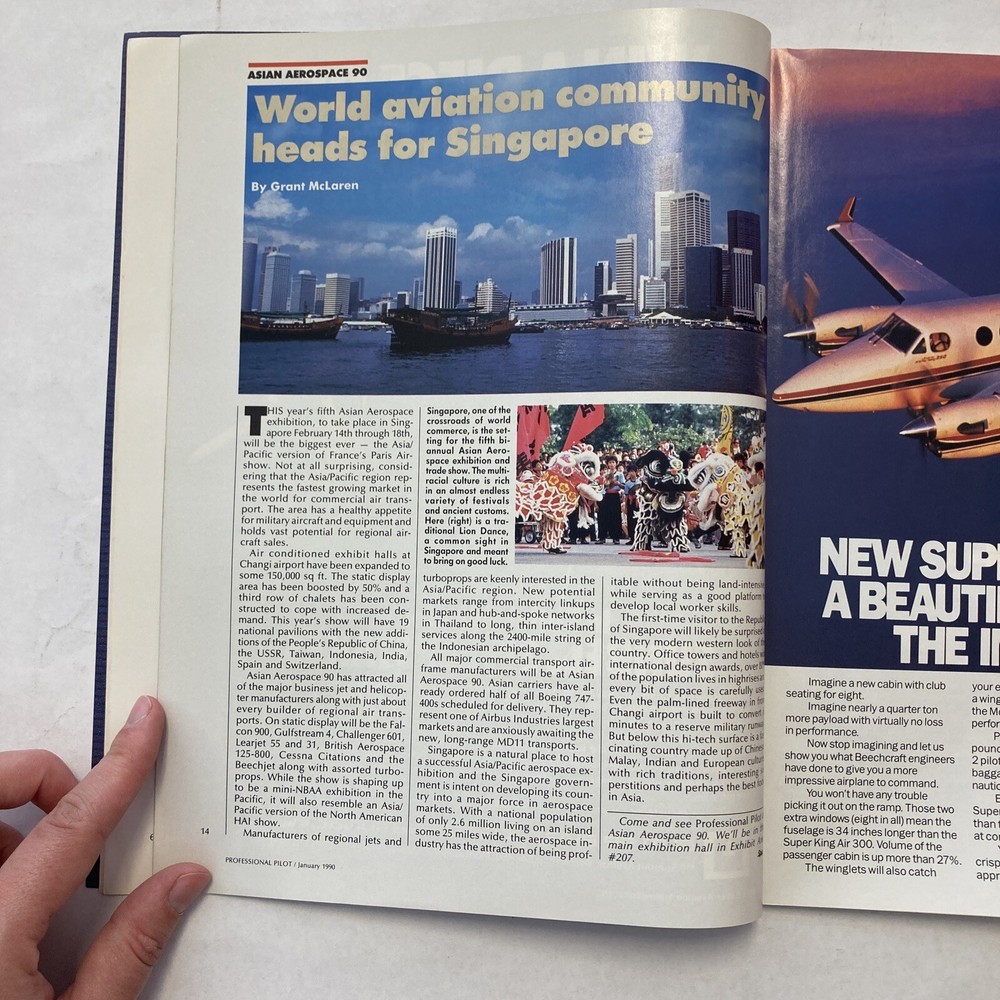 ASIAN AEROSPACE 90
World aviation community
heads for Singapore
By Grant McLaren
THIS year's fifth Asian Aerospace
exhibition, to take place in Sing-
apore February 14th through 18th,
will be the biggest ever — the Asia/
Pacific version of France's Paris Air-
show. Not at all surprising, consid-
ering that the Asia/Pacific region rep-
resents the fastest growing market in
the world for commercial air trans-
port. The area has a healthy appetite
for military aircraft and equipment and
holds vast potential for regional air-
craft sales.
Air conditioned exhibit halls at
Changi airport have been expanded to
some 150,000 sq ft. The static display
area has been boosted by 50% and a
third row of chalets has been con-
structed to cope with increased de-
mand. This year's show will have 19
national pavilions with the new addi-
tions of the People's Republic of China,
the USSR, Taiwan, Indonesia, India,
Spain and Switzerland.
Asian Aerospace 90 has attracted all
of the major business jet and helicop-
ter manufacturers along with just about
every builder of regional air trans-
ports. On static display will be the Fal-
con 900, Gulfstream 4, Challenger 601,
Learjet 55 and 31, British Aerospace
125-800, Cessna Citations and the
Beechjet along with assorted turbo-
props. While the show is shaping up
to be a mini-NBAA exhibition in the
Pacific, it will also resemble an Asia/
Pacific version of the North American
HAI show.
Manufacturers of regional jets and
Singapore, one of the
crossroads of world
commerce, is the set-
ting for the fifth bi-
annual Asian Aero-
space exhibition and
trade show. The multi-
racial culture is rich
in an almost endless
variety of festivals
and ancient customs.
Here (right) is a tra-
ditional Lion Dance,
a common sight in
Singapore and meant
to bring on good luck.
turboprops are keenly interested in the
Asia/Pacific region. New potential
markets range from intercity linkups
in Japan and hub-and-spoke networks
in Thailand to long, thin inter-island
services along the 2400-mile string of
the Indonesian archipelago.
All major commercial transport air-
frame manufacturers will be at Asian
Aerospace 90. Asian carriers have al-
ready ordered half of all Boeing 747-
400s scheduled for delivery. They rep-
resent one of Airbus Industries largest
markets and are anxiously awaiting the
new, long-range MD11 transports.
Singapore is a natural place to host
a successful Asia/Pacific aerospace ex-
hibition and the Singapore govern-
ment is intent on developing its coun-
try into a major force in aerospace
markets. With a national population
of only 2.6 million living on an island
some 25 miles wide, the aerospace in-
dustry has the attraction of being prof-
itable without being land-intensive
while serving as a good platform
develop local worker skills.
The first-time visitor to the
of Singapore will likely be surprised
the very modern western look of
country. Office towers and hotels
international design awards, over
of the population lives in highrises
every bit of space is carefully
Even the palm-lined freeway in
Changi airport is built to convert
minutes to a reserve military
But below this hi-tech surface is a
cinating country made up of Chinese
Malay, Indian and European
with rich traditions, interesting
perstitions and perhaps the best
in Asia.
Come and see Professional Pilot
Asian Aerospace 90. We'll be in
main exhibition hall in Exhibit
#207.
14
PROFESSIONAL PILOT / January 1990
NEW
A
THE
Imagine a new cabin with club
seating for eight.
Imagine nearly a quarter ton
more payload with virtually no loss
in performance.
Now stop imagining and let us
show you what Beechcraft engineers
have done to give you a more
impressive airplane to command.
You won't have any trouble
picking it out on the ramp. Those two
extra windows (eight in all) mean the
fuselage is 34 inches longer than the
Super King Air 300. Volume of the
passenger cabin is up more than 27%.
The winglets will also catch
your
a
the
2